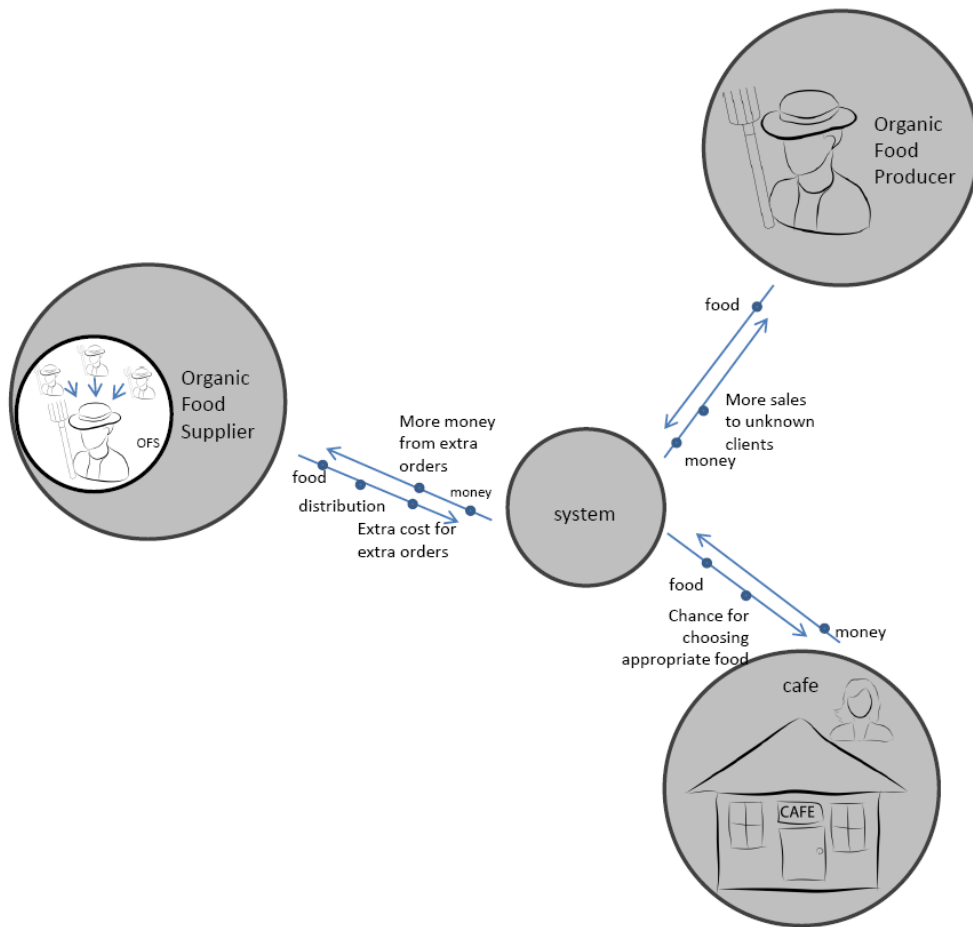 Organic
Food
Producer
food
More sales
to unknown
clients
money
Organic
Food
Supplier
OFS
More money
from extra
orders
money
food
distribution
Extra cost for
extra orders
system
food
Chance for
choosing
appropriate food
money
cafe
CAFE